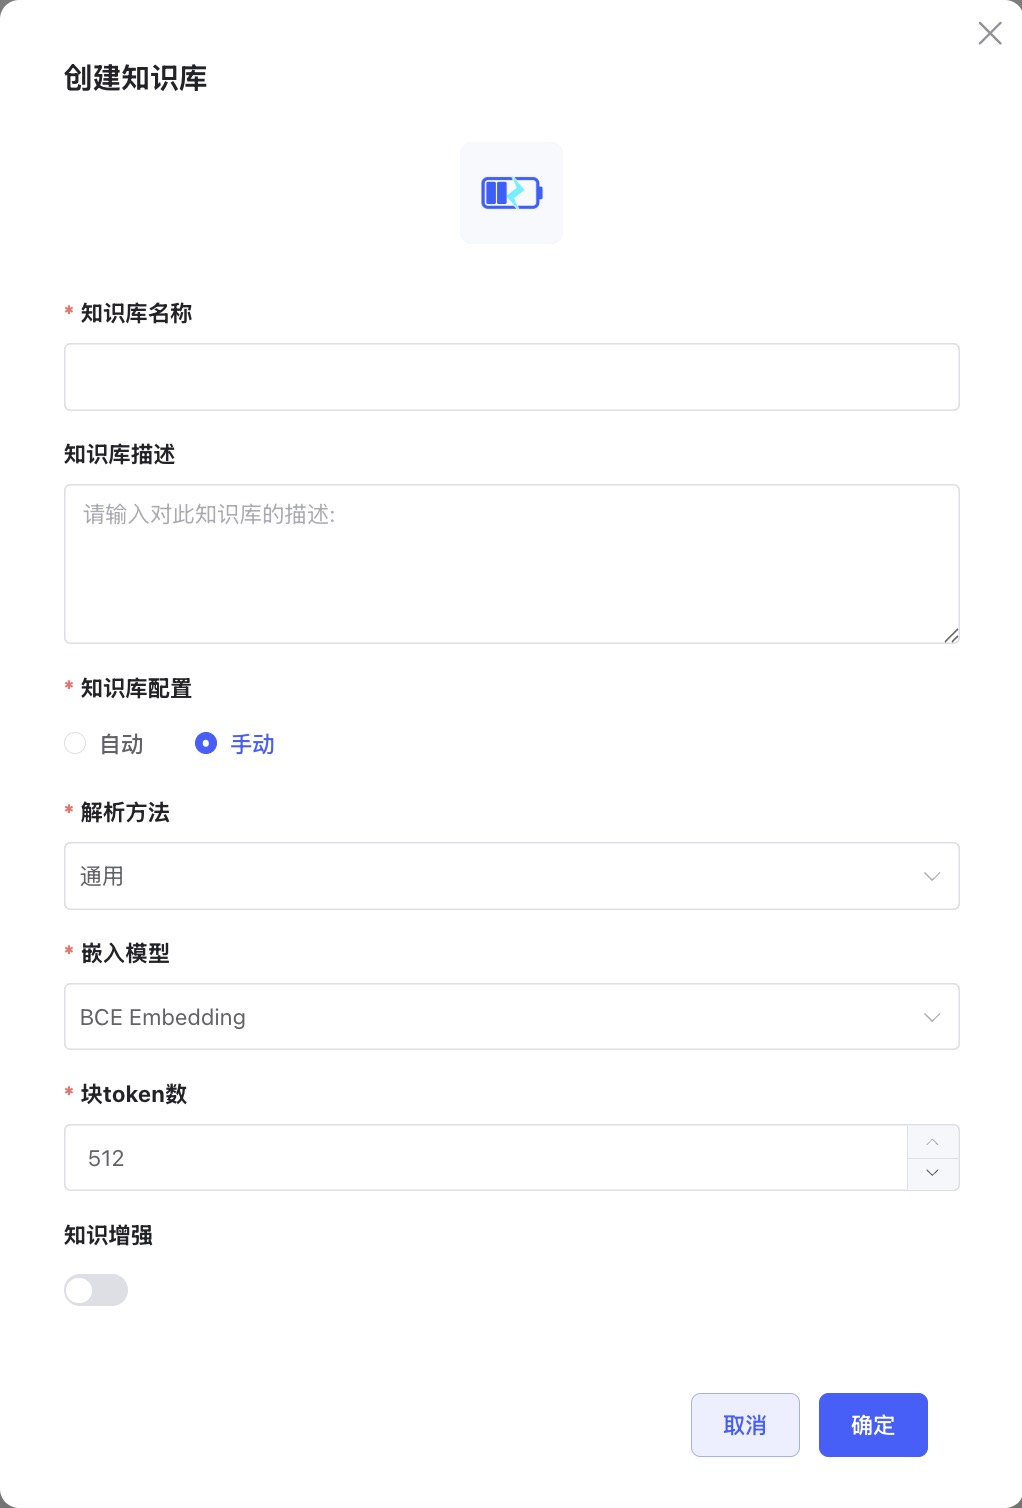 创建知识库
* 知识库名称
知识库描述
请输入对此知识库的描述:
* 知识库配置
自动 手动
* 解析方法
通用
* 嵌入模型
BCE Embedding
* 块token数
512
知识增强
取消 确定